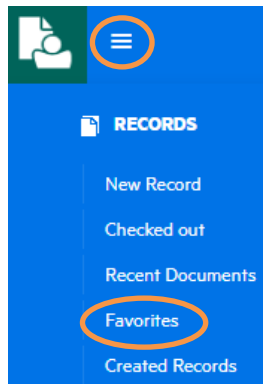 RECORDS
New Record
Checked out
Recent Documents
Favorites
Created Records